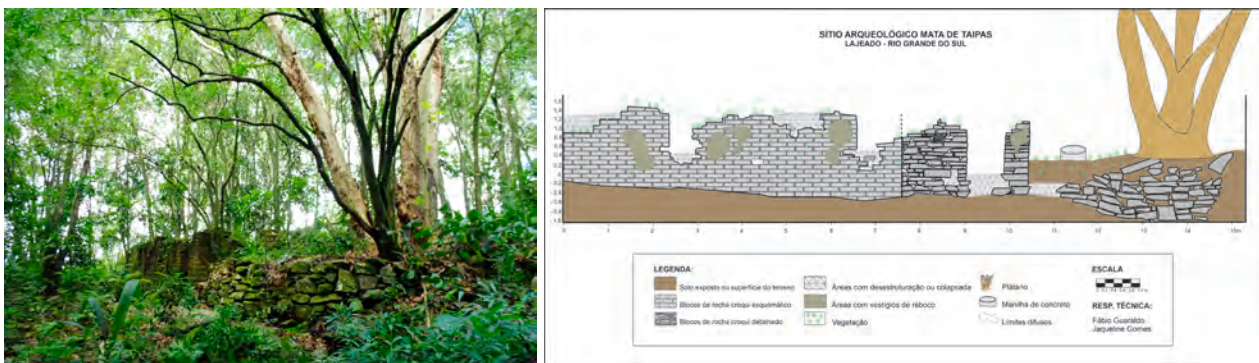 SÍTIO ARQUEOLÓGICO MATA DE TAIPAS
LAJEADO - RIO GRANDE DO SUL
0 1 2 3 4 5 6 7 8 9 10 11 12 13 14 15m
LEGENDA:
Solo exposto ou superfície do terreno
Blocos de rocha croqui esquemático
Blocos de rocha croqui detalhado
Áreas com desestruturação ou colapsada
Áreas com vestígios de reboco
Vegetação
Plátano
Manilha de concreto
Limites difusos
ESCALA
RESP. TÉCNICA:
Fábio Guaraldo
Jaqueline Gomes